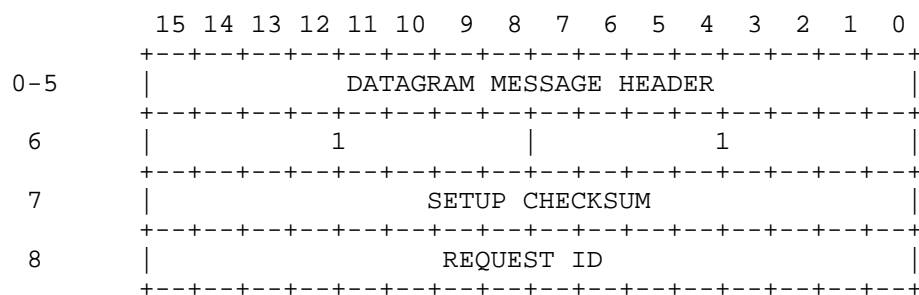 15 14 13 12 11 10 9 8 7 6 5 4 3 2 1 0
+--+--+--+--+--+--+--+--+--+--+--+--+--+--+--+--+
0-5 | DATAGRAM MESSAGE HEADER |
+--+--+--+--+--+--+--+--+--+--+--+--+--+--+--+--+
6 | 1 | 1 |
+--+--+--+--+--+--+--+--+--+--+--+--+--+--+--+--+
7 | SETUP CHECKSUM |
+--+--+--+--+--+--+--+--+--+--+--+--+--+--+--+--+
8 | REQUEST ID |
+--+--+--+--+--+--+--+--+--+--+--+--+--+--+--+--+